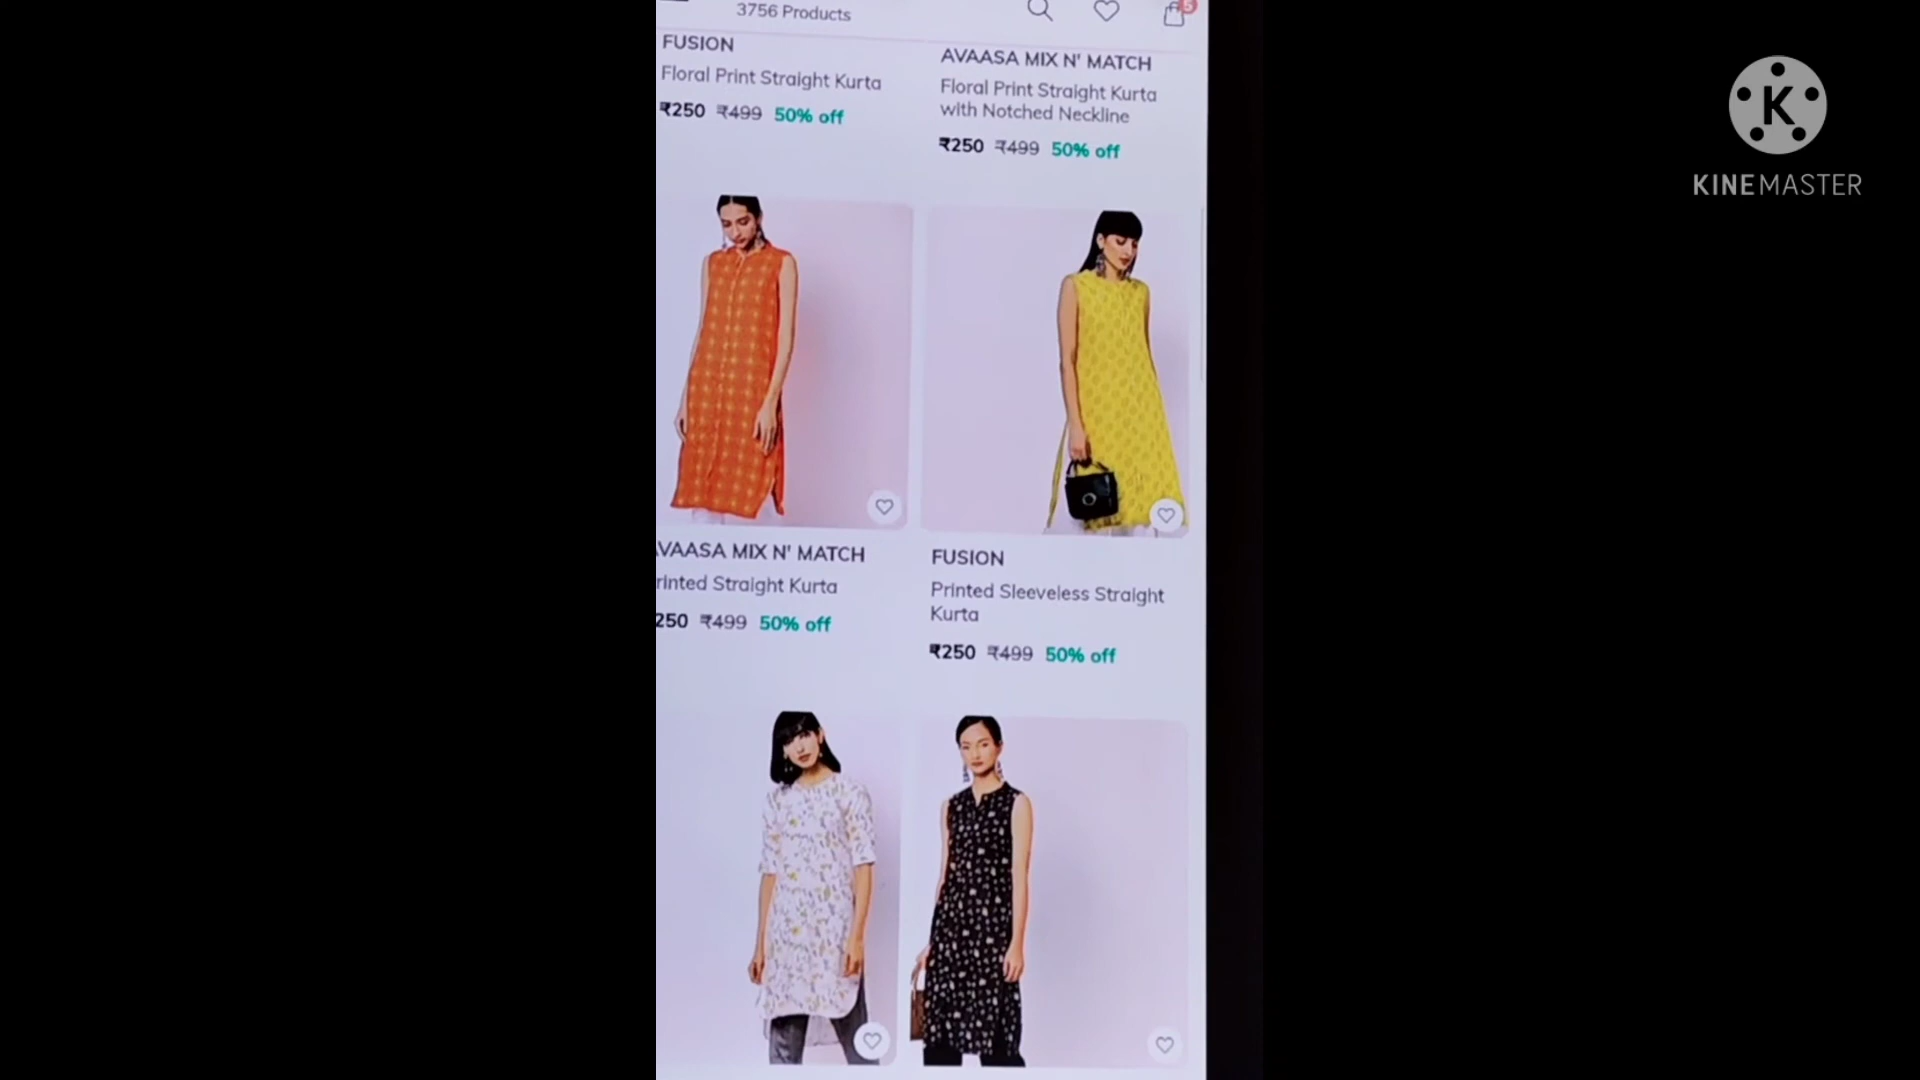 3756 Products
5
FUSION
Floral Print Straight Kurta
₹250 ₹499 50% off
AVAASA MIX N' MATCH
Floral Print Straight Kurta
with Notched Neckline
₹250 ₹499 50% off
VAASA MIX N' MATCH
rinted Straight Kurta
250 ₹499 50% off
FUSION
Printed Sleeveless Straight
Kurta
₹250 ₹499 50% off
K
KINEMASTER